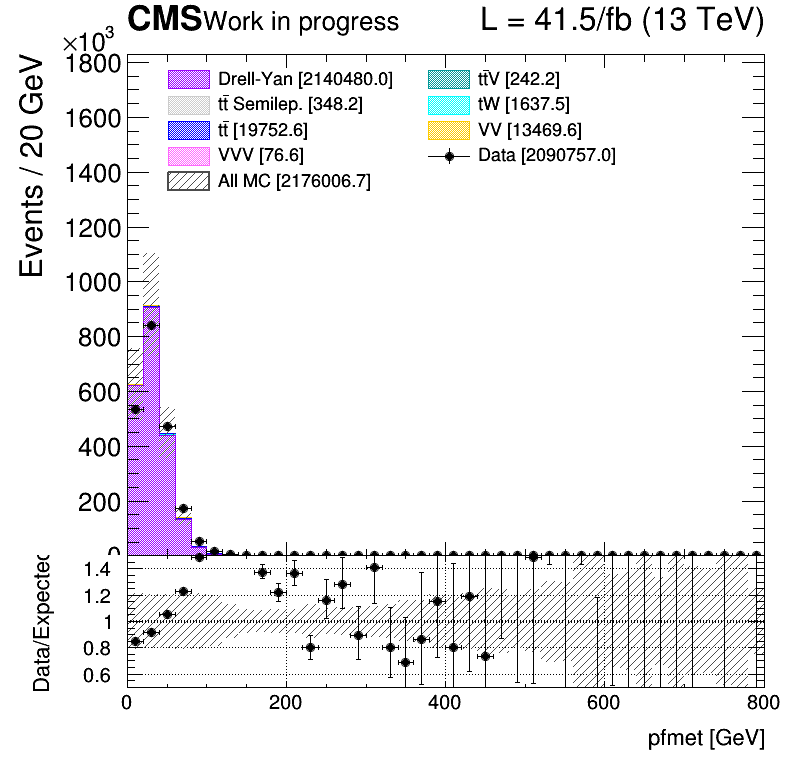 CMS Work in progress L = 41.5/fb (13 TeV)
×10³
Events / 20 GeV
1800
1600
1400
1200
1000
800
600
400
200
0
Drell-Yan [2140480.0]
tt̄ Semilep. [348.2]
tt̄ [19752.6]
VVV [76.6]
All MC [2176006.7]
tt̄V [242.2]
tW [1637.5]
VV [13469.6]
Data [2090757.0]
Data/Expected
1.4
1.2
1
0.8
0.6
0 200 400 600 800
pfmet [GeV]